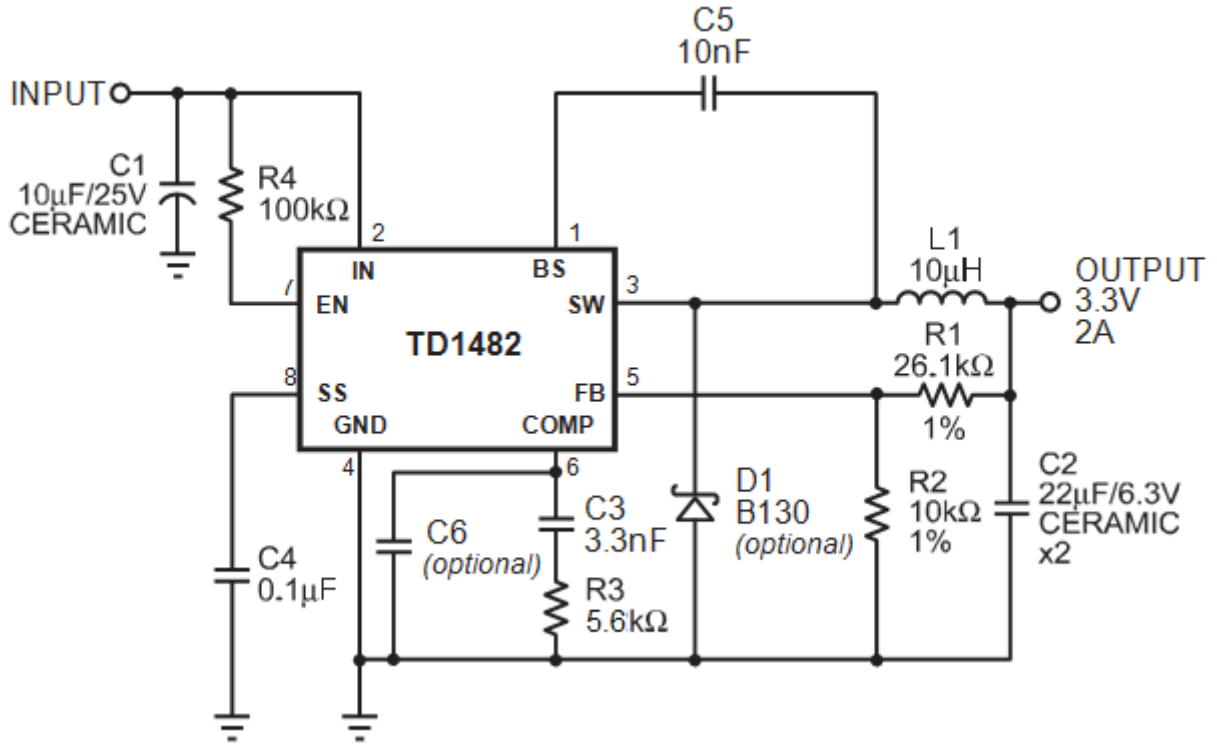 C5
10nF
INPUT
C1
10µF/25V
CERAMIC
R4
100kΩ
2
1
IN
BS
L1
10µH
OUTPUT
3.3V
2A
7
EN
3
SW
TD1482
R1
26.1kΩ
1%
8
SS
5
FB
GND
COMP
4
6
C4
0.1µF
C6
(optional)
C3
3.3nF
R3
5.6kΩ
D1
B130
(optional)
R2
10kΩ
1%
C2
22µF/6.3V
CERAMIC
x2